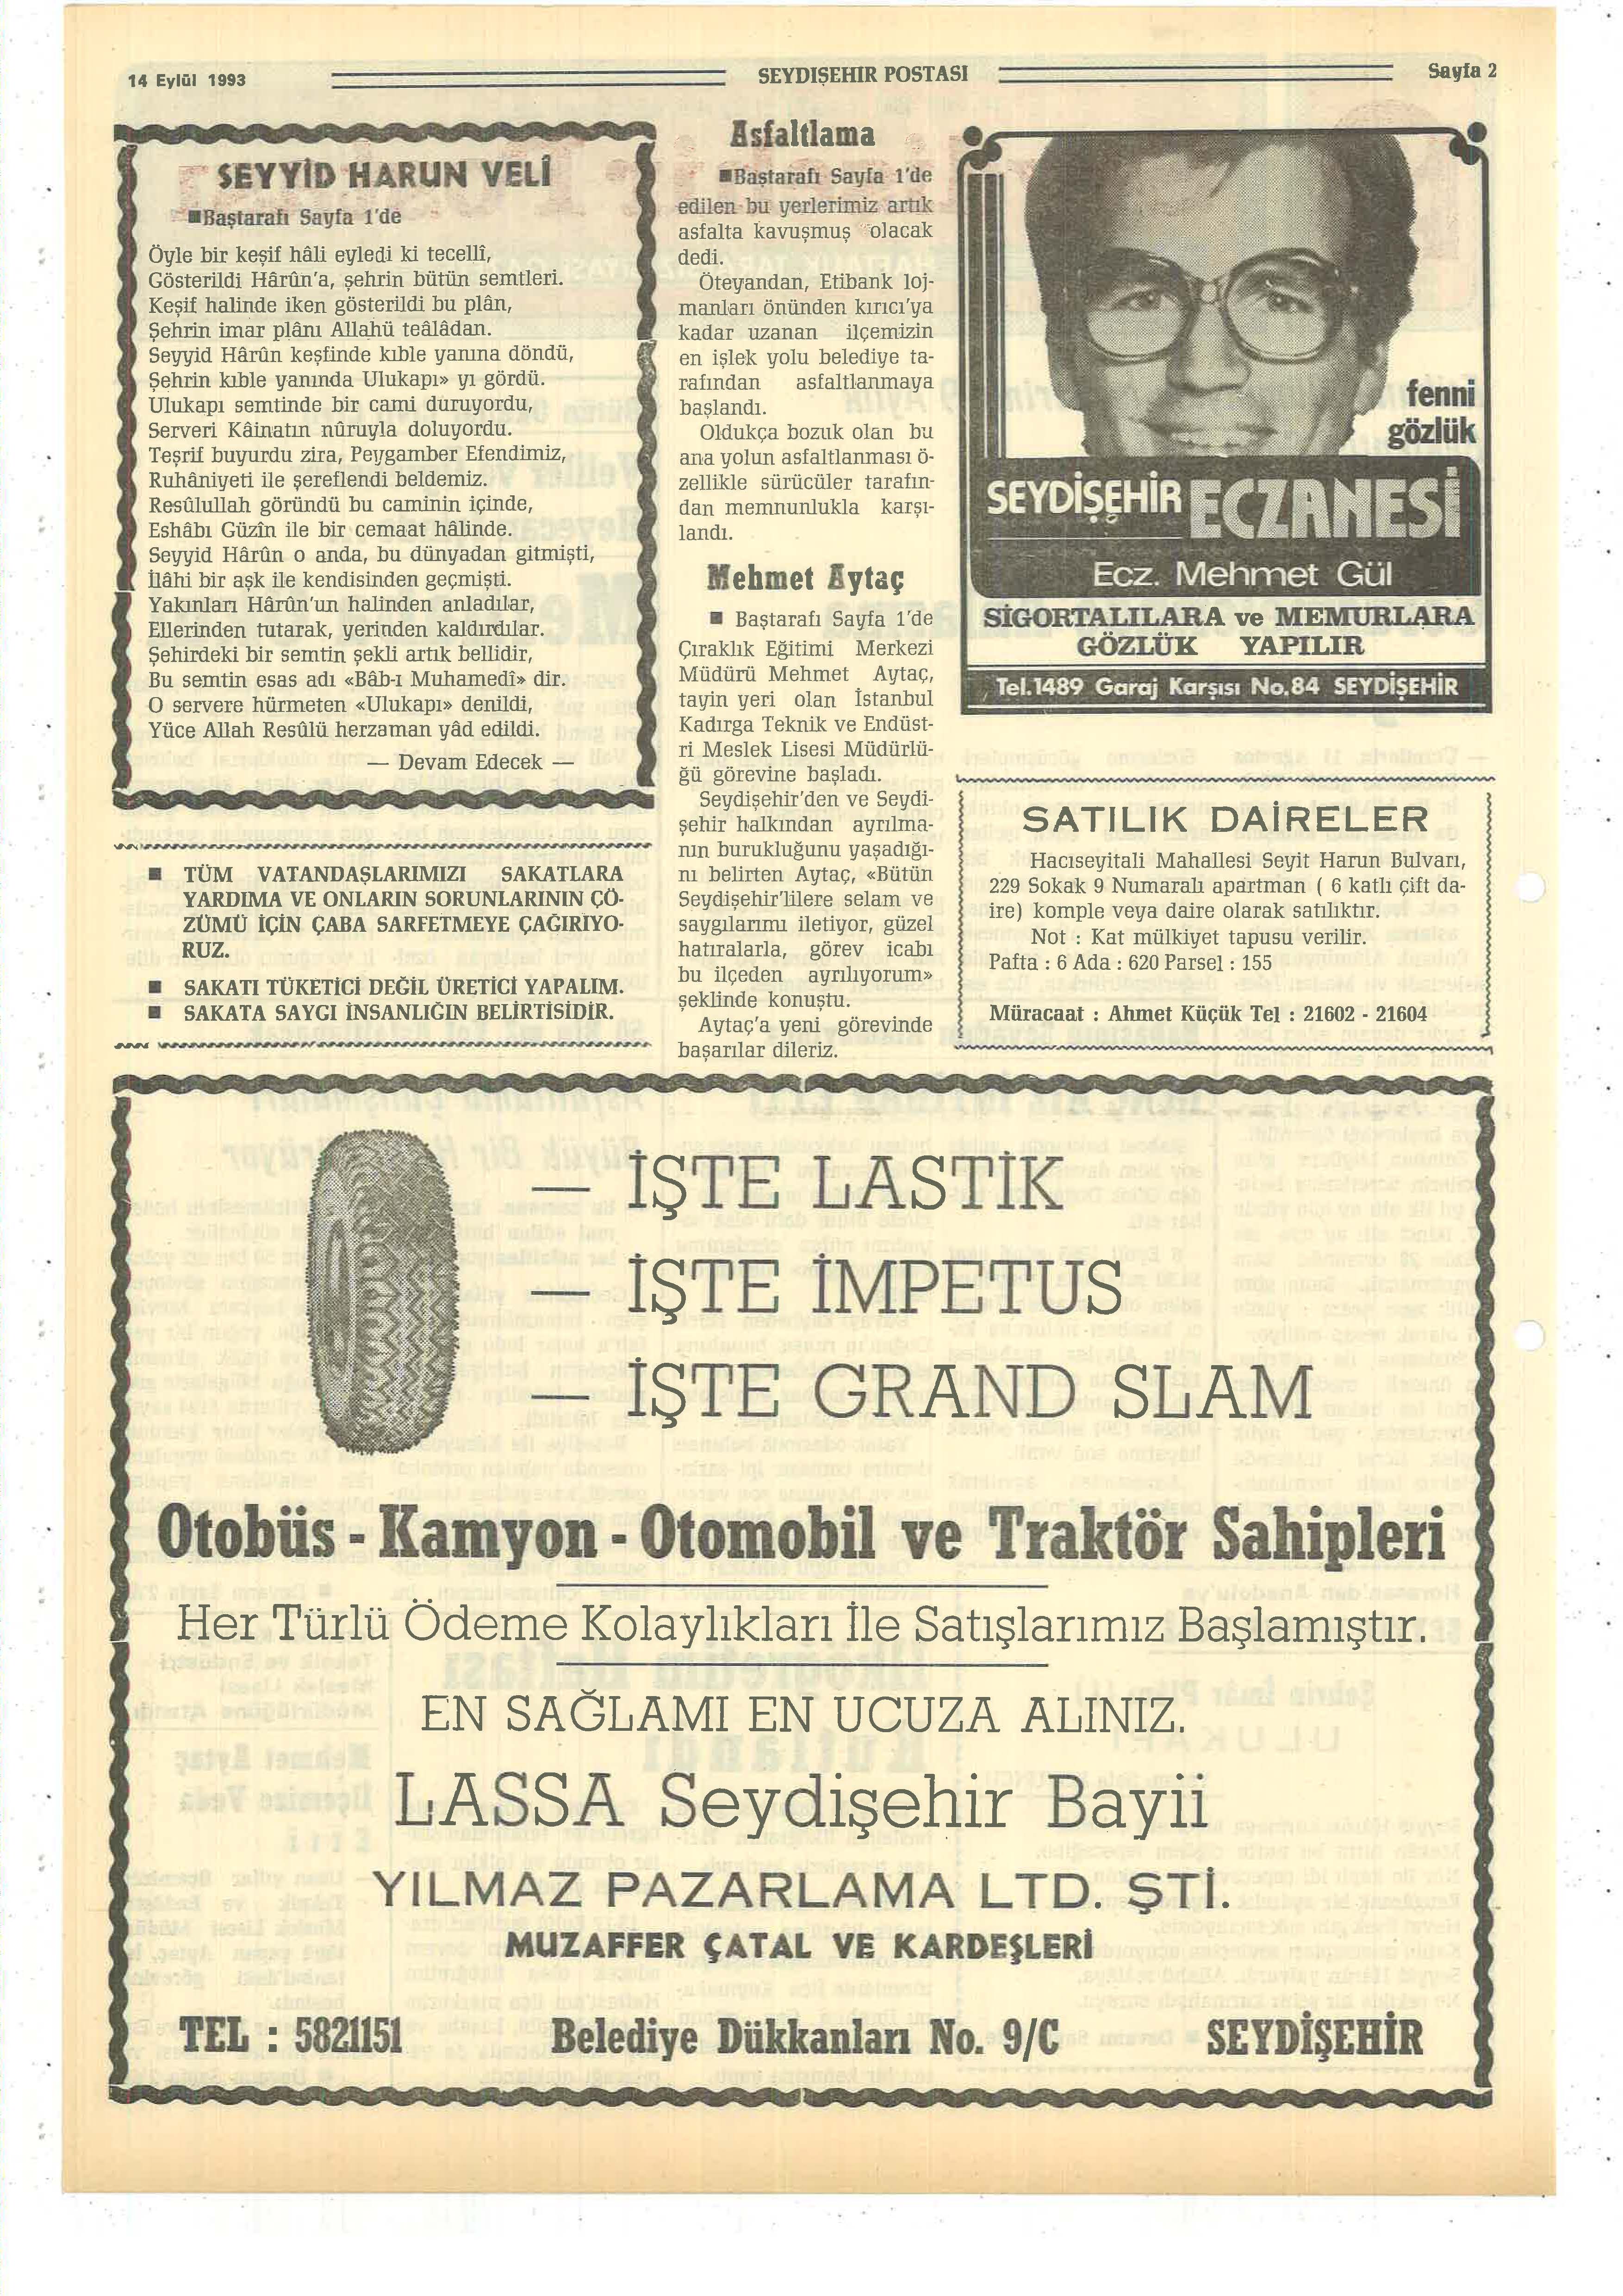 14 Eylül 1993
SEYDİŞEHİR POSTASI
Sayfa 2
SEYYİD HARUN VELİ
■Baştarafı Sayfa 1'de
Öyle bir keşif hâli eyledi ki tecellî,
Gösterildi Hârûn'a, şehrin bütün semtleri.
Keşif halinde iken gösterildi bu plân,
Şehrin imar plânı Allahü teâlâdan.
Seyyid Hârûn keşfinde kıble yanına döndü,
Şehrin kıble yanında Ulukapı» yı gördü.
Ulukapı semtinde bir cami duruyordu,
Serveri Kâinatın nûruyla doluyordu.
Teşrif buyurdu zira, Peygamber Efendimiz,
Ruhâniyeti ile şereflendi beldemiz.
Resûlullah göründü bu caminin içinde,
Eshâbı Güzîn ile bir cemaat hâlinde.
Seyyid Hârûn o anda, bu dünyadan gitmişti,
İlâhi bir aşk ile kendisinden geçmişti.
Yakınları Hârûn'un halinden anladılar,
Ellerinden tutarak, yerinden kaldırdılar.
Şehirdeki bir semtin şekli artık bellidir,
Bu semtin esas adı «Bâb-ı Muhamedî» dir.
O servere hürmeten «Ulukapı» denildi,
Yüce Allah Resûlü herzaman yâd edildi.
— Devam Edecek —
■ TÜM VATANDAŞLARIMIZI SAKATLARA
YARDIMA VE ONLARIN SORUNLARININ ÇÖ-
ZÜMÜ İÇİN ÇABA SARFETMEYE ÇAĞIRIYO-
RUZ.
■ SAKATI TÜKETİCİ DEĞİL ÜRETİCİ YAPALIM.
■ SAKATA SAYGI İNSANLIĞIN BELİRTİSİDİR.
Asfaltlama
■Baştarafı Sayfa 1'de
edilen bu yerlerimiz artık
asfalta kavuşmuş olacak
dedi.
Öteyandan, Etibank loj-
manları önünden kırıcı'ya
kadar uzanan ilçemizin
en işlek yolu belediye ta-
rafından asfaltlanmaya
başlandı.
Oldukça bozuk olan bu
ana yolun asfaltlanması ö-
zellikle sürücüler tarafın-
dan memnunlukla karşı-
landı.
Mehmet Aytaç
■ Baştarafı Sayfa 1'de
Çıraklık Eğitimi Merkezi
Müdürü Mehmet Aytaç,
tayin yeri olan İstanbul
Kadırga Teknik ve Endüst-
ri Meslek Lisesi Müdürlü-
ğü görevine başladı.
Seydişehir'den ve Seydi-
şehir halkından ayrılma-
nın burukluğunu yaşadığı-
nı belirten Aytaç, «Bütün
Seydişehir'lilere selam ve
saygılarımı iletiyor, güzel
hatıralarla, görev icabı
bu ilçeden ayrılıyorum»
şeklinde konuştu.
Aytaç'a yeni görevinde
başarılar dileriz.
fenni
gözlük
SEYDİŞEHİR ECZANESİ
Ecz. Mehmet Gül
SİGORTALILARA ve MEMURLARA
GÖZLÜK YAPILIR
Tel.1489 Garaj Karşısı No.84 SEYDİŞEHİR
SATILIK DAİRELER
Hacıseyitali Mahallesi Seyit Harun Bulvarı,
229 Sokak 9 Numaralı apartman ( 6 katlı çift da-
ire) komple veya daire olarak satılıktır.
Not : Kat mülkiyet tapusu verilir.
Pafta : 6 Ada : 620 Parsel : 155
Müracaat : Ahmet Küçük Tel : 21602 - 21604
— İŞTE LASTİK
— İŞTE İMPETUS
— İŞTE GRAND SLAM
Otobüs - Kamyon - Otomobil ve Traktör Sahipleri
Her Türlü Ödeme Kolaylıkları İle Satışlarımız Başlamıştır.
EN SAĞLAMI EN UCUZA ALINIZ.
LASSA Seydişehir Bayii
YILMAZ PAZARLAMA LTD. ŞTİ.
MUZAFFER ÇATAL VE KARDEŞLERİ
TEL : 5821151
Belediye Dükkanları No. 9/C
SEYDİŞEHİR